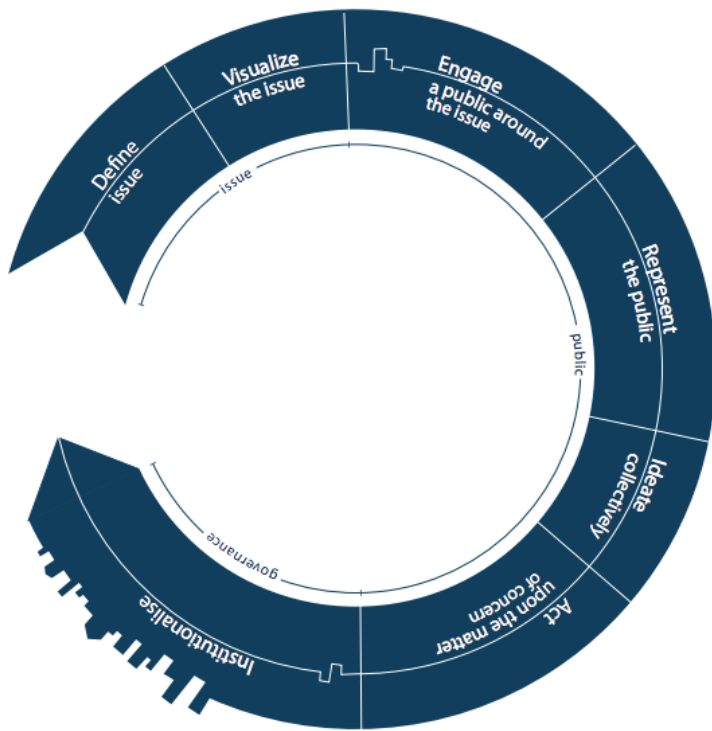 Define
issue
Visualize
the issue
Engage
a public around
the issue
Represent
the public
Ideate
collectively
Act
upon the matter
of concern
Institutionalise
issue
public
governance